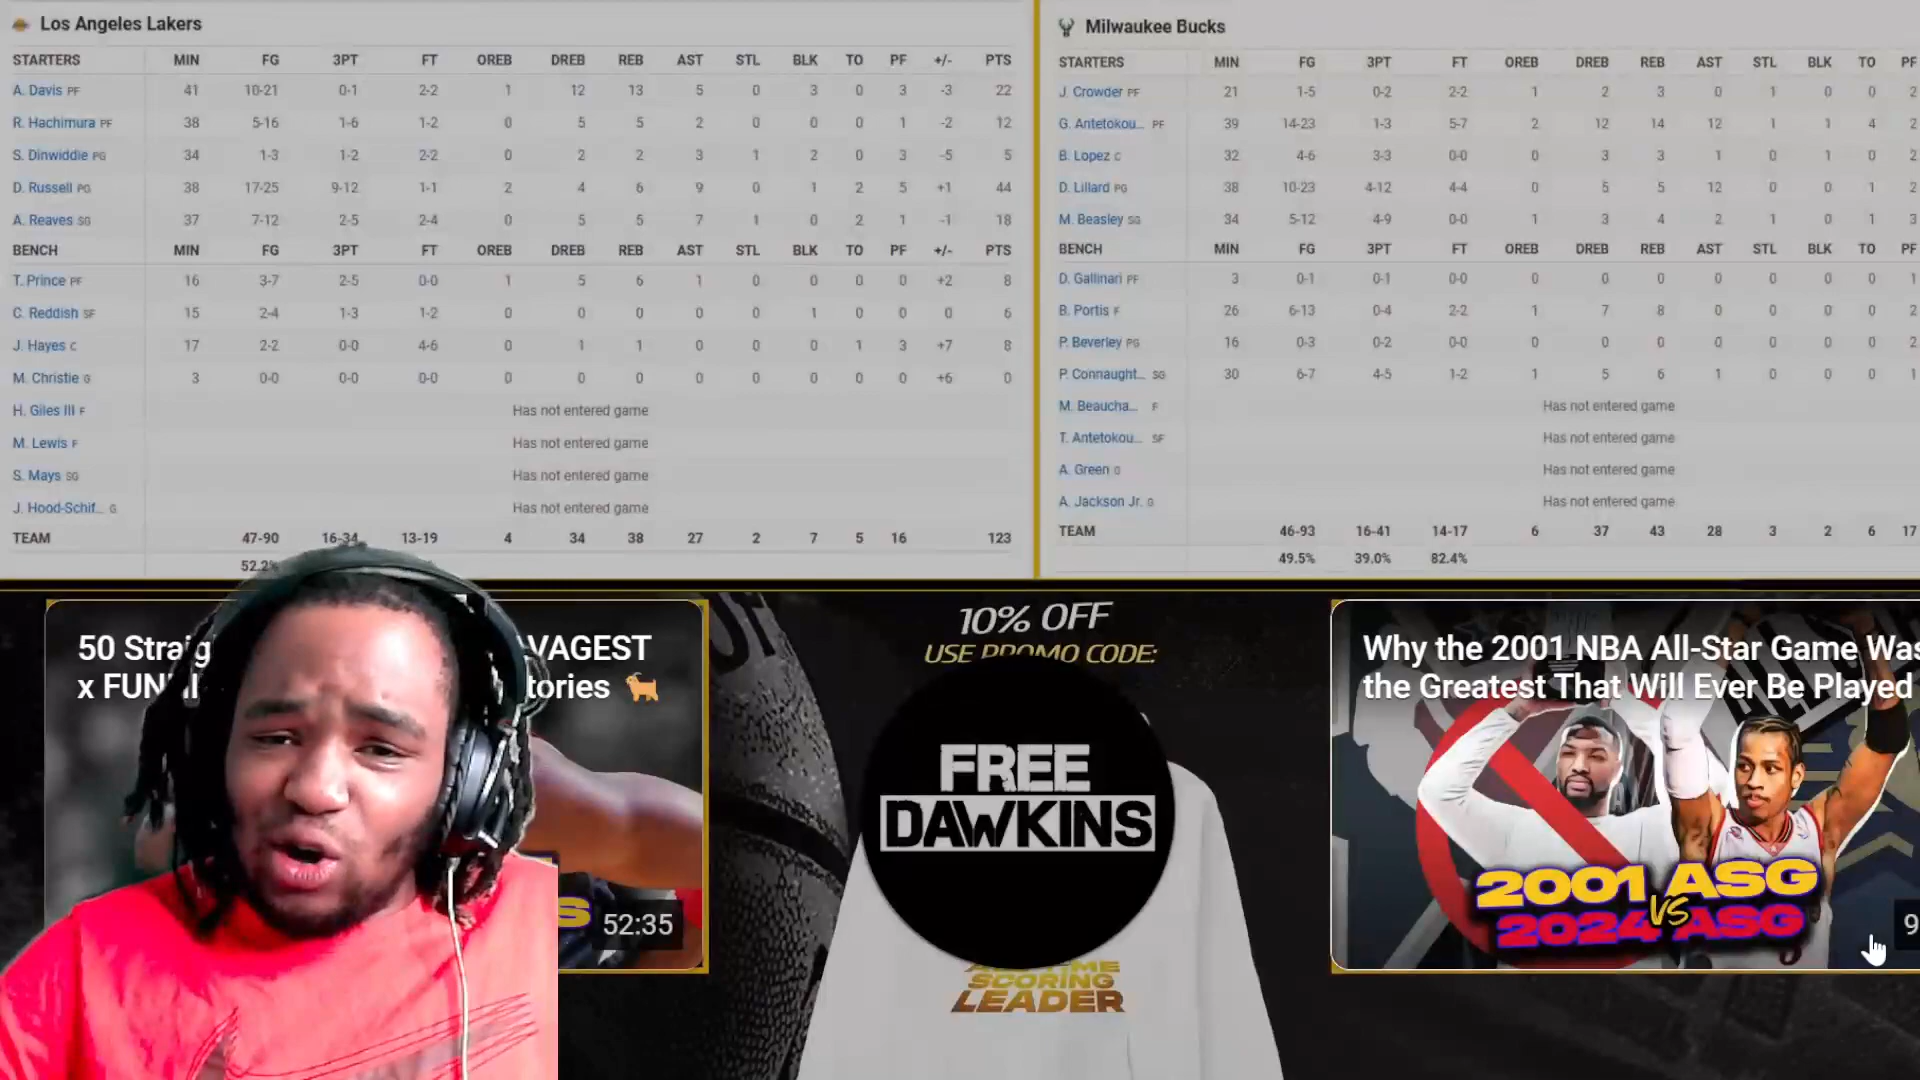 Los Angeles Lakers
STARTERS MIN FG 3PT FT OREB DREB REB AST STL BLK TO PF +/- PTS
A. Davis PF 41 10-21 0-1 2-2 1 12 13 5 0 3 0 3 -3 22
R. Hachimura PF 38 5-16 1-6 1-2 0 5 5 2 0 0 0 1 -2 12
S. Dinwiddie PG 34 1-3 1-2 2-2 0 2 2 3 1 2 0 3 -5 5
D. Russell PG 38 17-25 9-12 1-1 2 4 6 9 0 1 2 5 +1 44
A. Reaves SG 37 7-12 2-5 2-4 0 5 5 7 1 0 2 1 -1 18
BENCH MIN FG 3PT FT OREB DREB REB AST STL BLK TO PF +/- PTS
T. Prince PF 16 3-7 2-5 0-0 1 5 6 1 0 0 0 0 +2 8
C. Reddish SF 15 2-4 1-3 1-2 0 0 0 0 0 1 0 0 0 6
J. Hayes C 17 2-2 0-0 4-6 0 1 1 0 0 0 1 3 +7 8
M. Christie G 3 0-0 0-0 0-0 0 0 0 0 0 0 0 0 +6 0
H. Giles III F Has not entered game
M. Lewis F Has not entered game
S. Mays SG Has not entered game
J. Hood-Schif... G Has not entered game
TEAM 47-90 16-34 13-19 4 34 38 27 2 7 5 16 123
52.2%
Milwaukee Bucks
STARTERS MIN FG 3PT FT OREB DREB REB AST STL BLK TO PF
J. Crowder PF 21 1-5 0-2 2-2 1 2 3 0 1 0 0 2
G. Antetokou... PF 39 14-23 1-3 5-7 2 12 14 12 1 1 4 2
B. Lopez C 32 4-6 3-3 0-0 0 3 3 1 0 1 0 2
D. Lillard PG 38 10-23 4-12 4-4 0 5 5 12 0 0 1 2
M. Beasley SG 34 5-12 4-9 0-0 1 3 4 2 1 0 1 3
BENCH MIN FG 3PT FT OREB DREB REB AST STL BLK TO PF
D. Gallinari PF 3 0-1 0-1 0-0 0 0 0 0 0 0 0 1
B. Portis F 26 6-13 0-4 2-2 1 7 8 0 0 0 0 2
P. Beverley PG 16 0-3 0-2 0-0 0 0 0 0 0 0 0 2
P. Connaught... SG 30 6-7 4-5 1-2 1 5 6 1 0 0 0 1
M. Beaucha... F Has not entered game
T. Antetokou... SF Has not entered game
A. Green G Has not entered game
A. Jackson Jr. G Has not entered game
TEAM 46-93 16-41 14-17 6 37 43 28 3 2 6 17
49.5% 39.0% 82.4%
50 Straig VAGEST
x FUN tories 🐐
52:35
10% OFF
USE PROMO CODE:
FREE
DAWKINS
SCORING
LEADER
Why the 2001 NBA All-Star Game Was
the Greatest That Will Ever Be Played
2001 ASG
VS
2024 ASG
9